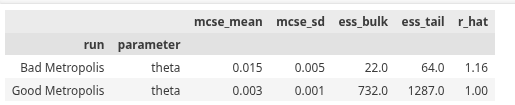 mcse_mean mcse_sd ess_bulk ess_tail r_hat
run parameter
Bad Metropolis theta 0.015 0.005 22.0 64.0 1.16
Good Metropolis theta 0.003 0.001 732.0 1287.0 1.00